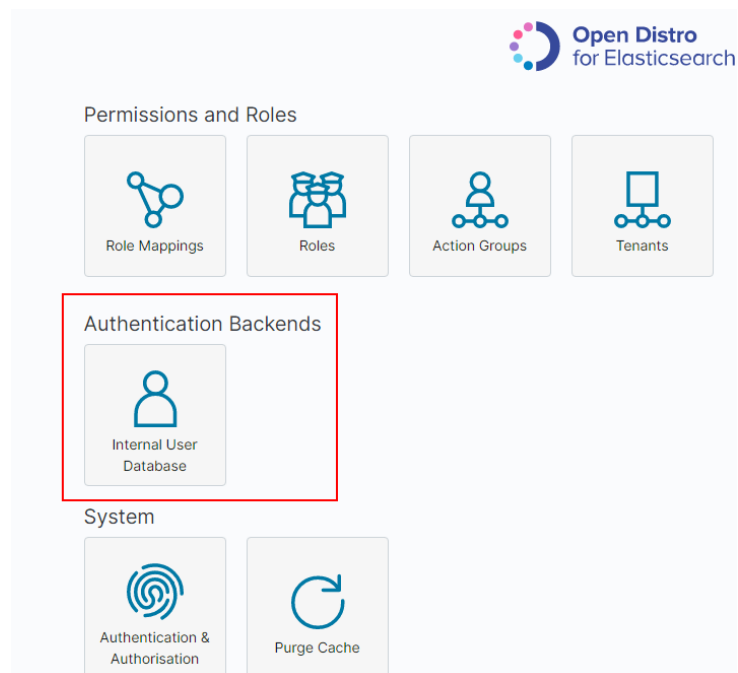 Open Distro
for Elasticsearch
Permissions and Roles
Role Mappings
Roles
Action Groups
Tenants
Authentication Backends
Internal User
Database
System
Authentication &
Authorisation
Purge Cache